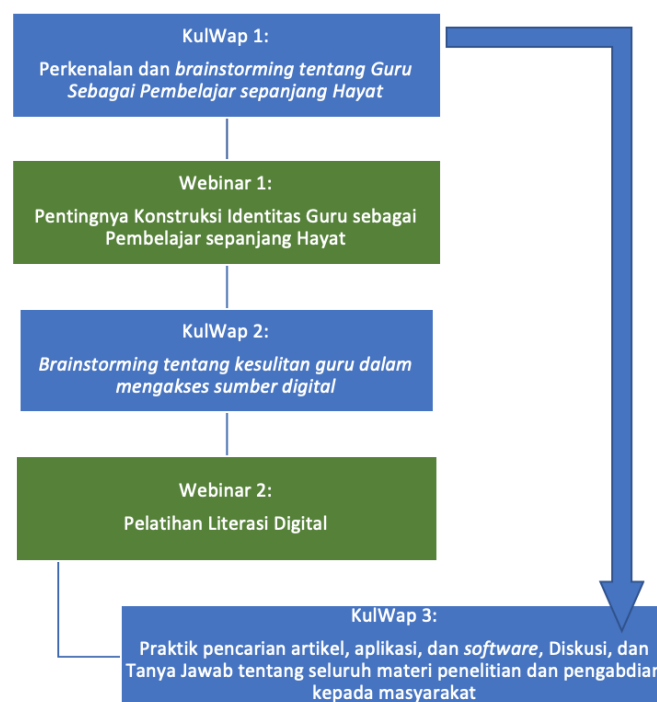 KulWap 1:
Perkenalan dan brainstorming tentang Guru
Sebagai Pembelajar sepanjang Hayat
Webinar 1:
Pentingnya Konstruksi Identitas Guru sebagai
Pembelajar sepanjang Hayat
KulWap 2:
Brainstorming tentang kesulitan guru dalam
mengakses sumber digital
Webinar 2:
Pelatihan Literasi Digital
KulWap 3:
Praktik pencarian artikel, aplikasi, dan software, Diskusi, dan
Tanya Jawab tentang seluruh materi penelitian dan pengabdian
kepada masyarakat